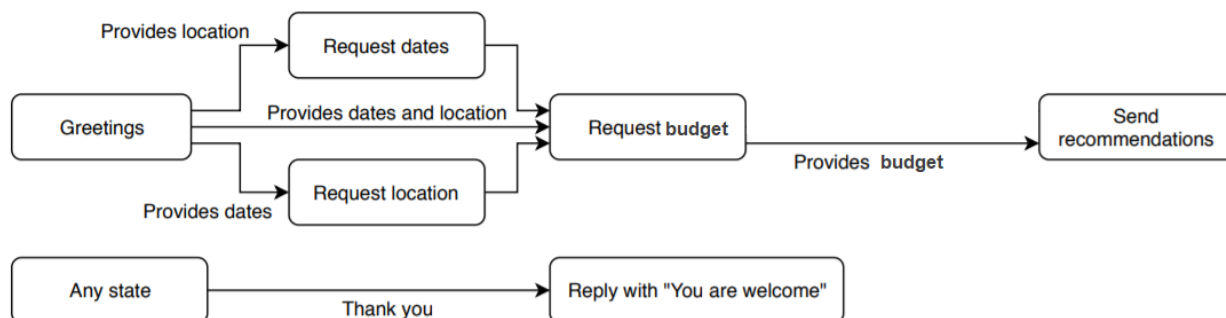 Provides location
Request dates
Greetings
Provides dates and location
Request budget
Send
recommendations
Provides budget
Request location
Provides dates
Any state
Thank you
Reply with "You are welcome"